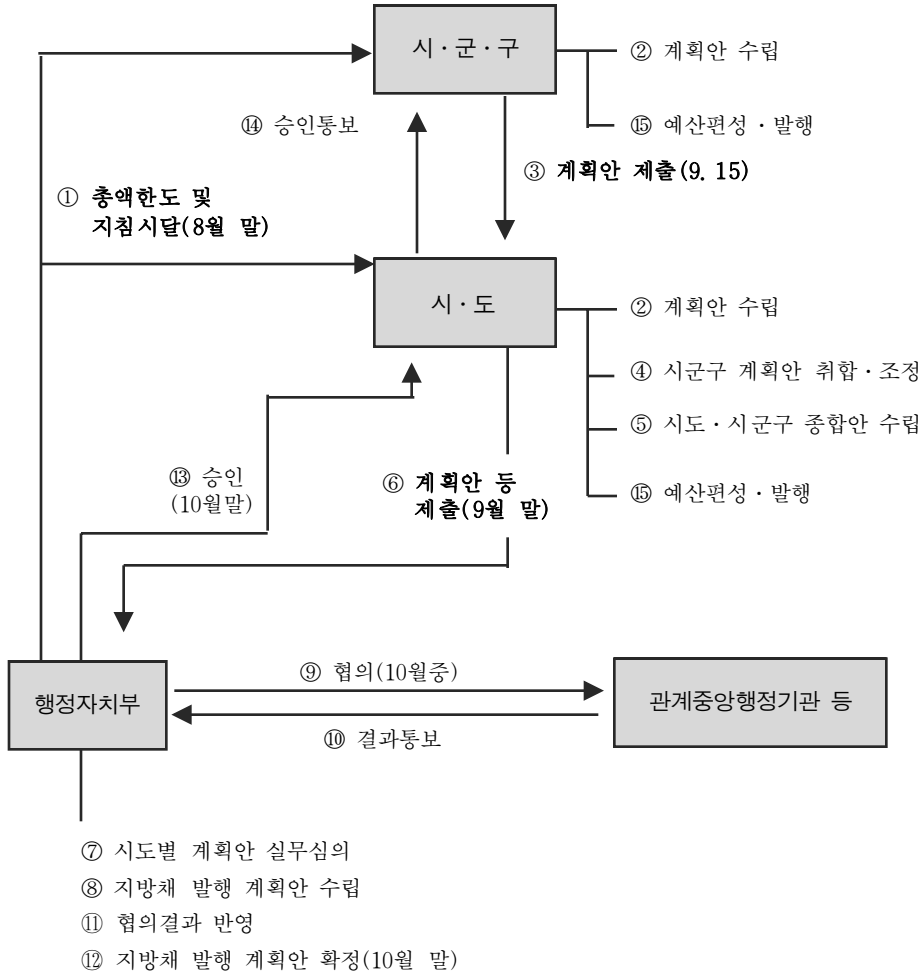 시 · 군 · 구
② 계획안 수립
⑭ 승인통보
⑮ 예산편성 · 발행
③ 계획안 제출(9. 15)
① 총액한도 및
지침시달(8월 말)
시 · 도
② 계획안 수립
④ 시군구 계획안 취합 · 조정
⑤ 시도 · 시군구 종합안 수립
⑬ 승인
(10월말)
⑥ 계획안 등
제출(9월 말)
⑮ 예산편성 · 발행
행정자치부
⑨ 협의(10월중)
관계중앙행정기관 등
⑩ 결과통보
⑦ 시도별 계획안 실무심의
⑧ 지방채 발행 계획안 수립
⑪ 협의결과 반영
⑫ 지방채 발행 계획안 확정(10월 말)